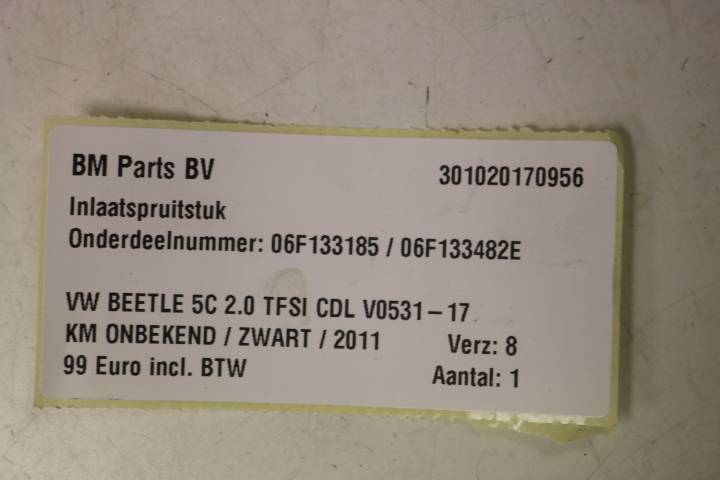 BM Parts BV 301020170956
Inlaatspruitstuk
Onderdeelnummer: 06F133185 / 06F133482E
VW BEETLE 5C 2.0 TFSI CDL V0531-17
KM ONBEKEND / ZWART / 2011 Verz: 8
99 Euro incl. BTW Aantal: 1